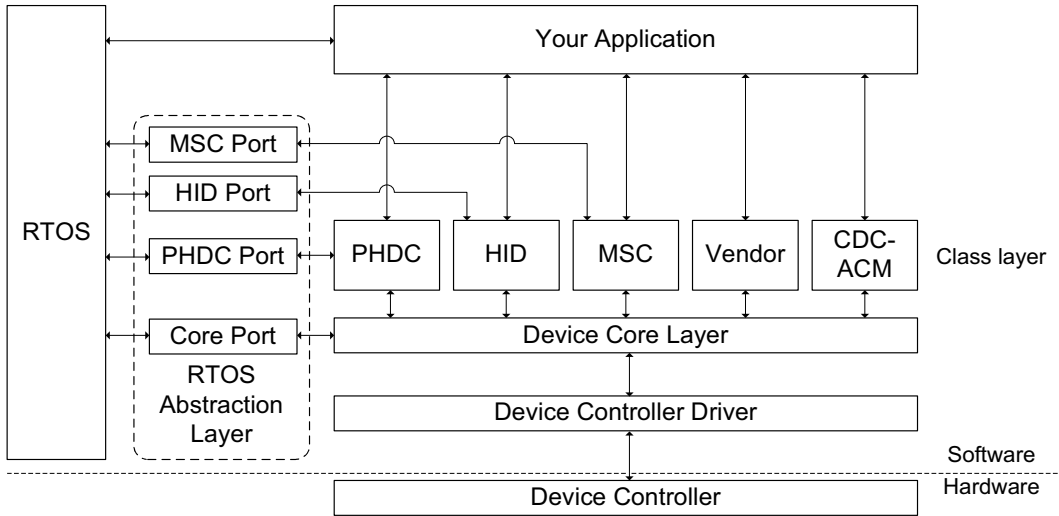 Your Application
MSC Port
HID Port
RTOS
PHDC Port
PHDC
HID
MSC
Vendor
CDC-
ACM
Class layer
Core Port
Device Core Layer
RTOS
Abstraction
Layer
Device Controller Driver
Software
Hardware
Device Controller